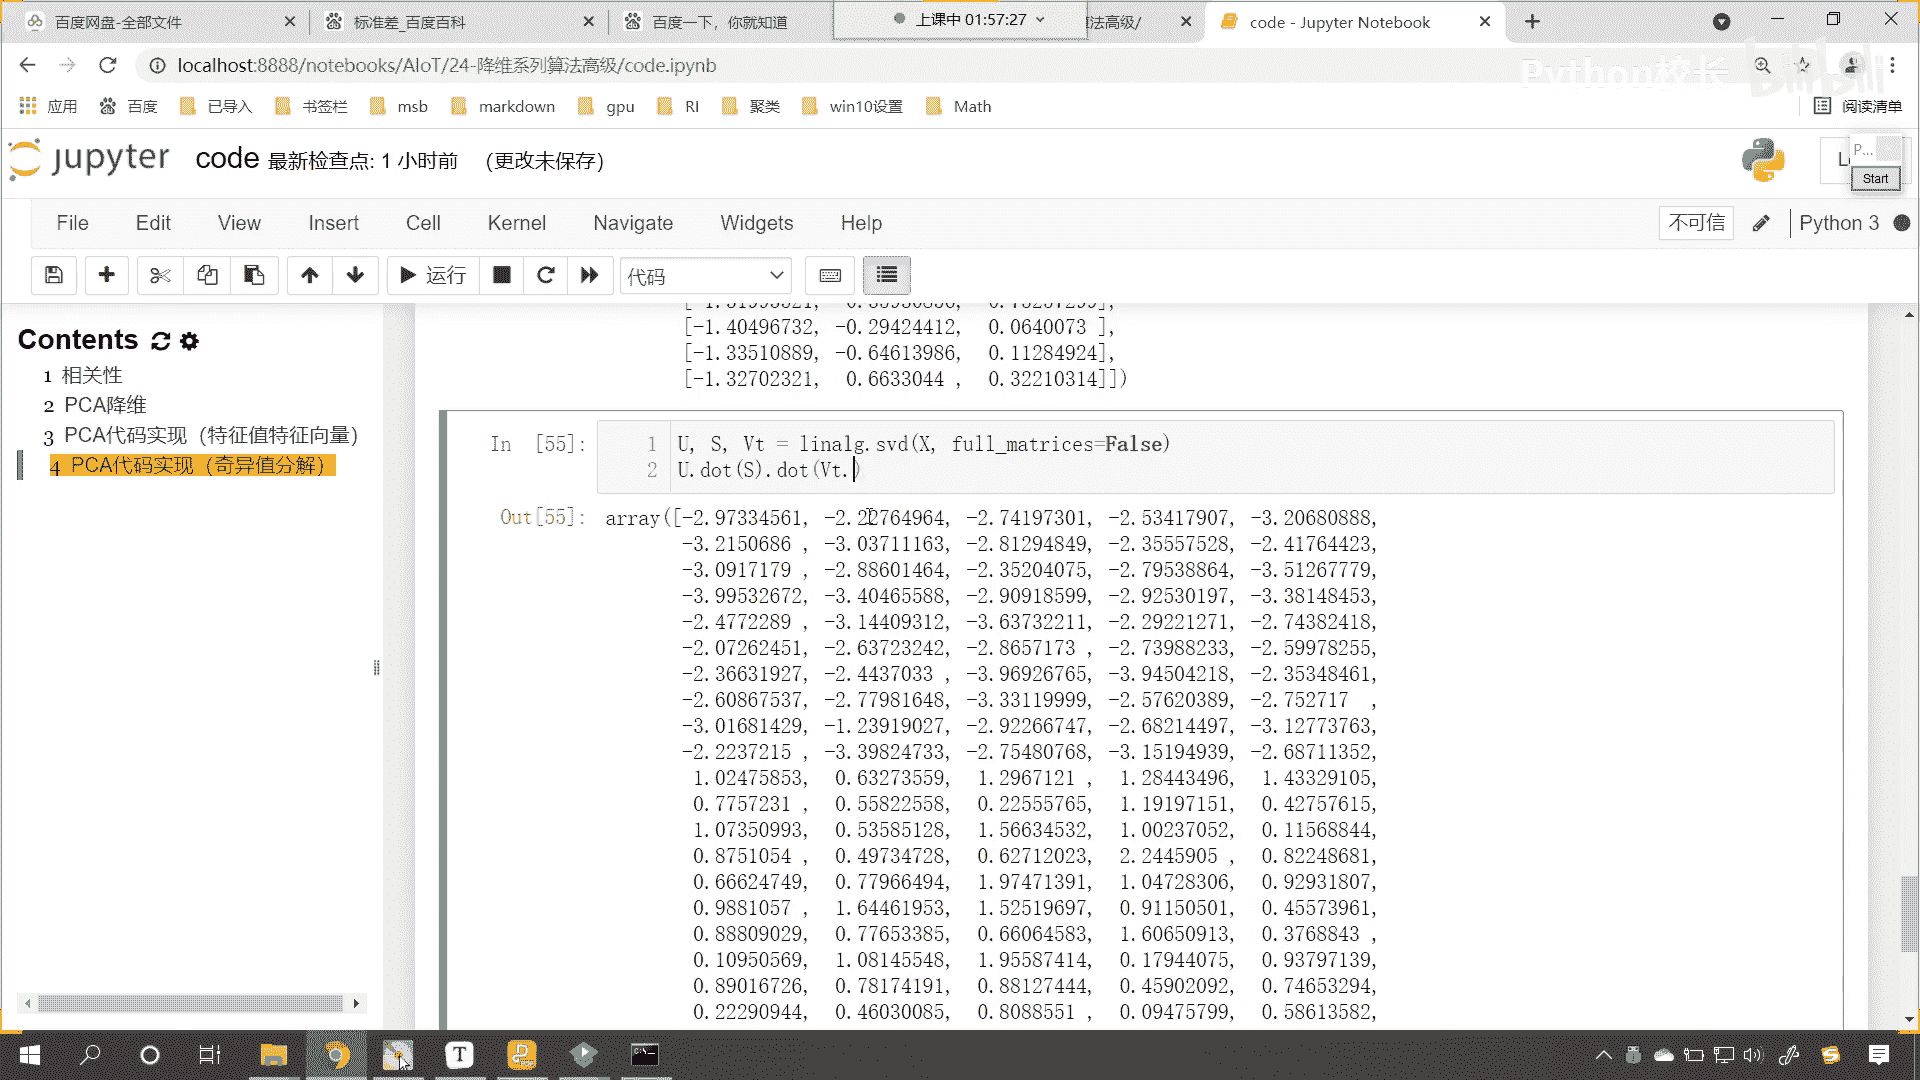 百度网盘-全部文件
标准差_百度百科
百度一下，你就知道
上课中 01:57:27
法高级/
code - Jupyter Notebook
localhost:8888/notebooks/AIoT/24-降维系列算法高级/code.ipynb
Python校长
bilibili
应用
百度
已导入
书签栏
msb
markdown
gpu
RI
聚类
win10设置
Math
阅读清单
jupyter
code 最新检查点: 1 小时前 (更改未保存)
P...
Start
File Edit View Insert Cell Kernel Navigate Widgets Help
不可信
Python 3
运行
代码
Contents
1 相关性
2 PCA降维
3 PCA代码实现（特征值特征向量）
4 PCA代码实现（奇异值分解）
[-1.40496732, -0.29424412, 0.0640073 ],
[-1.33510889, -0.64613986, 0.11284924],
[-1.32702321, 0.6633044 , 0.32210314]])
In [55]:
1 U, S, Vt = linalg.svd(X, full_matrices=False)
2 U.dot(S).dot(Vt.)
Out[55]: array([-2.97334561, -2.22764964, -2.74197301, -2.53417907, -3.20680888,
-3.2150686 , -3.03711163, -2.81294849, -2.35557528, -2.41764423,
-3.0917179 , -2.88601464, -2.35204075, -2.79538864, -3.51267779,
-3.99532672, -3.40465588, -2.90918599, -2.92530197, -3.38148453,
-2.4772289 , -3.14409312, -3.63732211, -2.29221271, -2.74382418,
-2.07262451, -2.63723242, -2.8657173 , -2.73988233, -2.59978255,
-2.36631927, -2.4437033 , -3.96926765, -3.94504218, -2.35348461,
-2.60867537, -2.77981648, -3.33119999, -2.57620389, -2.752717 ,
-3.01681429, -1.23919027, -2.92266747, -2.68214497, -3.12773763,
-2.2237215 , -3.39824733, -2.75480768, -3.15194939, -2.68711352,
1.02475853, 0.63273559, 1.2967121 , 1.28443496, 1.43329105,
0.7757231 , 0.55822558, 0.22555765, 1.19197151, 0.42757615,
1.07350993, 0.53585128, 1.56634532, 1.00237052, 0.11568844,
0.8751054 , 0.49734728, 0.62712023, 2.2445905 , 0.82248681,
0.66624749, 0.77966494, 1.97471391, 1.04728306, 0.92931807,
0.9881057 , 1.64461953, 1.52519697, 0.91150501, 0.45573961,
0.88809029, 0.77653385, 0.66064583, 1.60650913, 0.3768843 ,
0.10950569, 1.08145548, 1.95587414, 0.17944075, 0.93797139,
0.89016726, 0.78174191, 0.88127444, 0.45902092, 0.74653294,
0.22290944, 0.46030085, 0.8088551 , 0.09475799, 0.58613582,